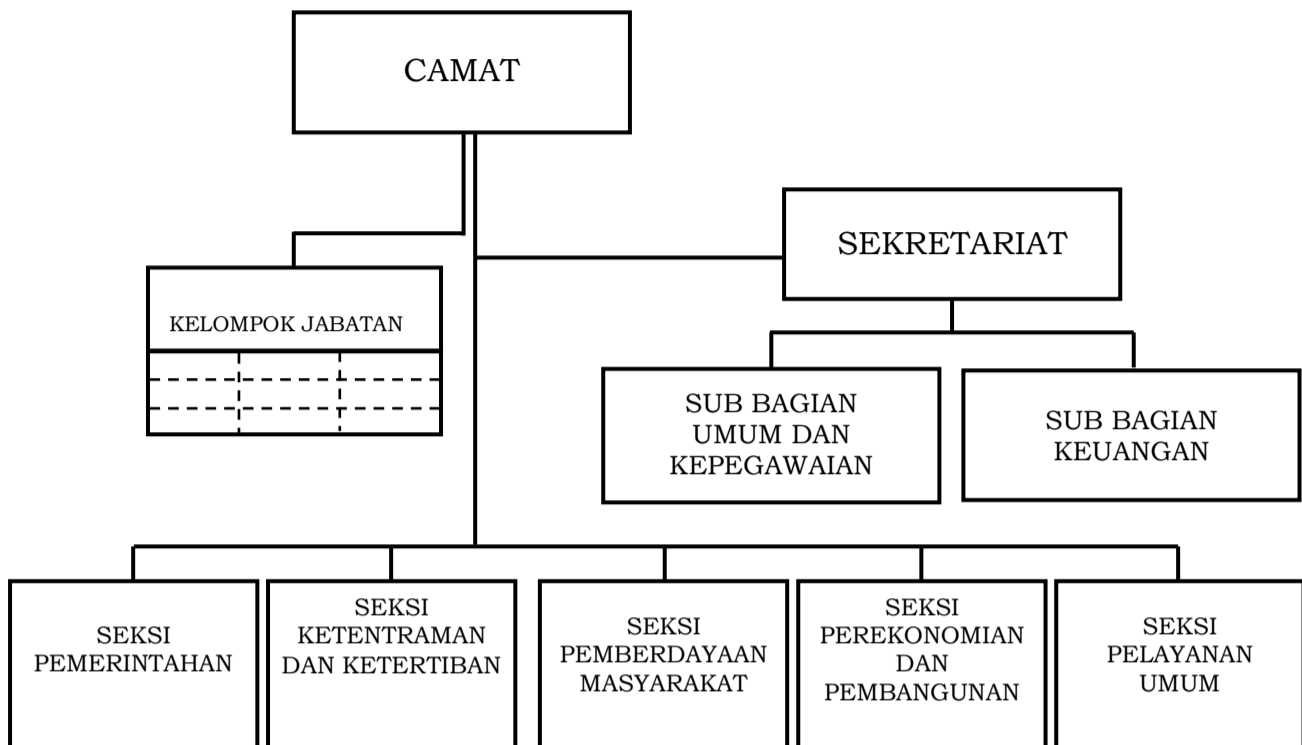 CAMAT
SEKRETARIAT
KELOMPOK JABATAN
SUB BAGIAN
UMUM DAN
KEPEGAWAIAN
SUB BAGIAN
KEUANGAN
SEKSI
PEMERINTAHAN
SEKSI
KETENTRAMAN
DAN KETERTIBAN
SEKSI
PEMBERDAYAAN
MASYARAKAT
SEKSI
PEREKONOMIAN
DAN
PEMBANGUNAN
SEKSI
PELAYANAN
UMUM